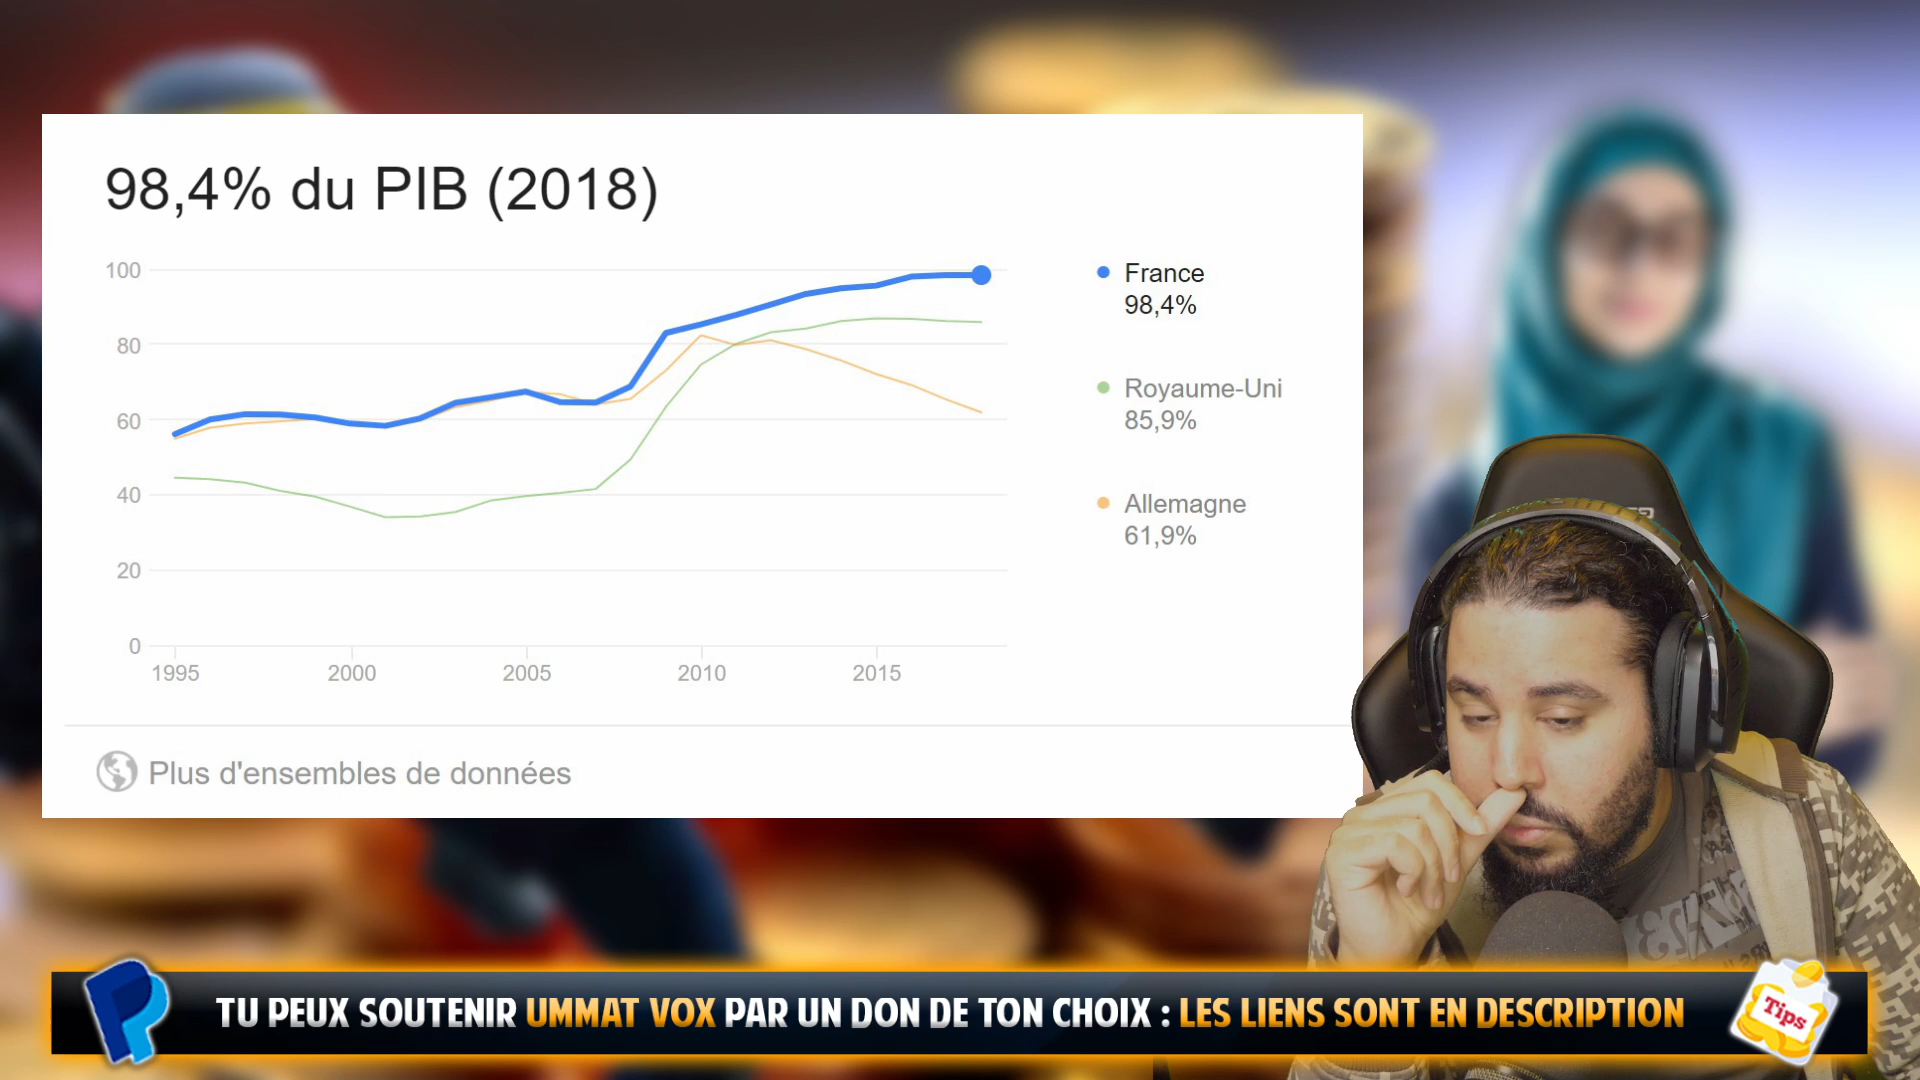 98,4% du PIB (2018)
100
80
60
40
20
0
1995 2000 2005 2010 2015
France
98,4%
Royaume-Uni
85,9%
Allemagne
61,9%
Plus d'ensembles de données
TU PEUX SOUTENIR UMMAT VOX PAR UN DON DE TON CHOIX : LES LIENS SONT EN DESCRIPTION
Tips